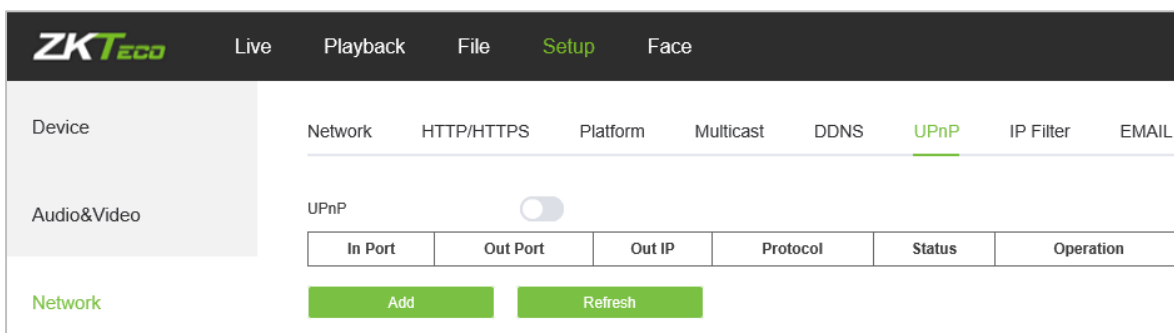 ZKTECO Live Playback File Setup Face
Device
Network HTTP/HTTPS Platform Multicast DDNS UPnP IP Filter EMAIL
Audio&Video
UPnP
In Port Out Port Out IP Protocol Status Operation
Network
Add Refresh